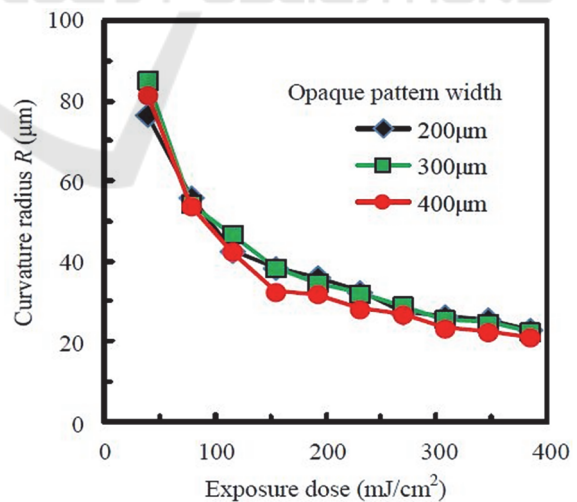 100
80
60
40
20
0
Curvature radius R (μm)
Opaque pattern width
200μm
300μm
400μm
0 100 200 300 400
Exposure dose (mJ/cm²)